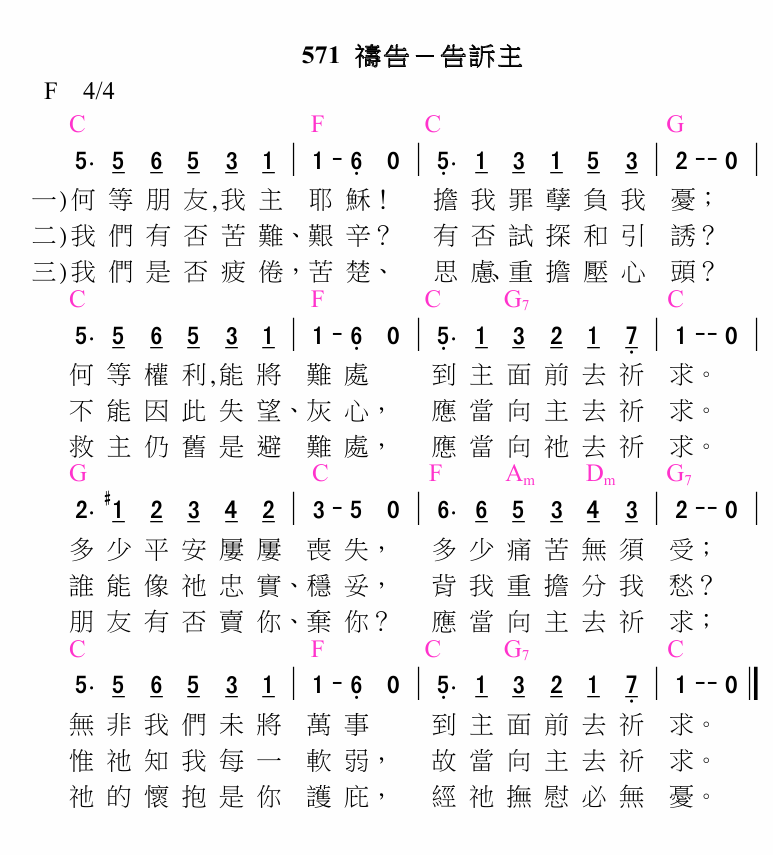 571 禱告－告訴主
F 4/4
C F C G
5· 5 6 5 3 1 | 1 - 6 0 | 5· 1 3 1 5 3 | 2 - - 0 |
一)何等朋友,我主耶穌！ 擔我罪孽負我憂；
二)我們有否苦難、艱辛？ 有否試探和引誘？
三)我們是否疲倦，苦楚、 思慮、重擔壓心頭？
C F C G7 C
5· 5 6 5 3 1 | 1 - 6 0 | 5· 1 3 2 1 7 | 1 - - 0 |
何等權利,能將難處 到主面前去祈求。
不能因此失望、灰心， 應當向主去祈求。
救主仍舊是避難處， 應當向祂去祈求。
G C F Am Dm G7
2· #1 2 3 4 2 | 3 - 5 0 | 6· 6 5 3 4 3 | 2 - - 0 |
多少平安屢屢喪失， 多少痛苦無須受；
誰能像祂忠實、穩妥， 背我重擔分我愁？
朋友有否賣你、棄你？ 應當向主去祈求；
C F C G7 C
5· 5 6 5 3 1 | 1 - 6 0 | 5· 1 3 2 1 7 | 1 - - 0 ‖
無非我們未將萬事 到主面前去祈求。
惟祂知我每一軟弱， 故當向主去祈求。
祂的懷抱是你護庇， 經祂撫慰必無憂。